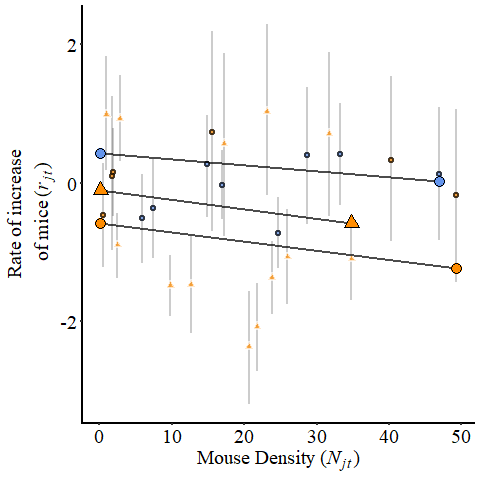 2
0
-2
Rate of increase
of mice (r_jt)
0 10 20 30 40 50
Mouse Density (N_jt)